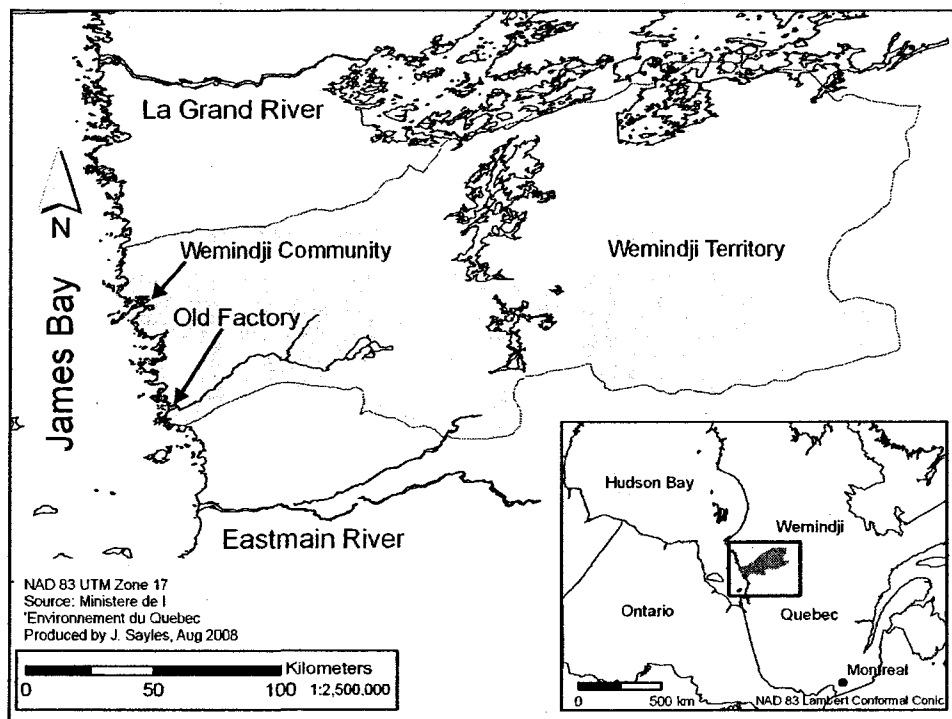 La Grand River
N
Wemindji Community
Wemindji Territory
Old Factory
James Bay
Eastmain River
NAD 83 UTM Zone 17
Source: Ministere de l
'Environnement du Quebec
Produced by J. Sayles, Aug 2008
Kilometers
0 50 100 1:2,500,000
Hudson Bay
Wemindji
Ontario
Quebec
Montreal
0 500 km
NAD 83 Lambert Conformal Conic